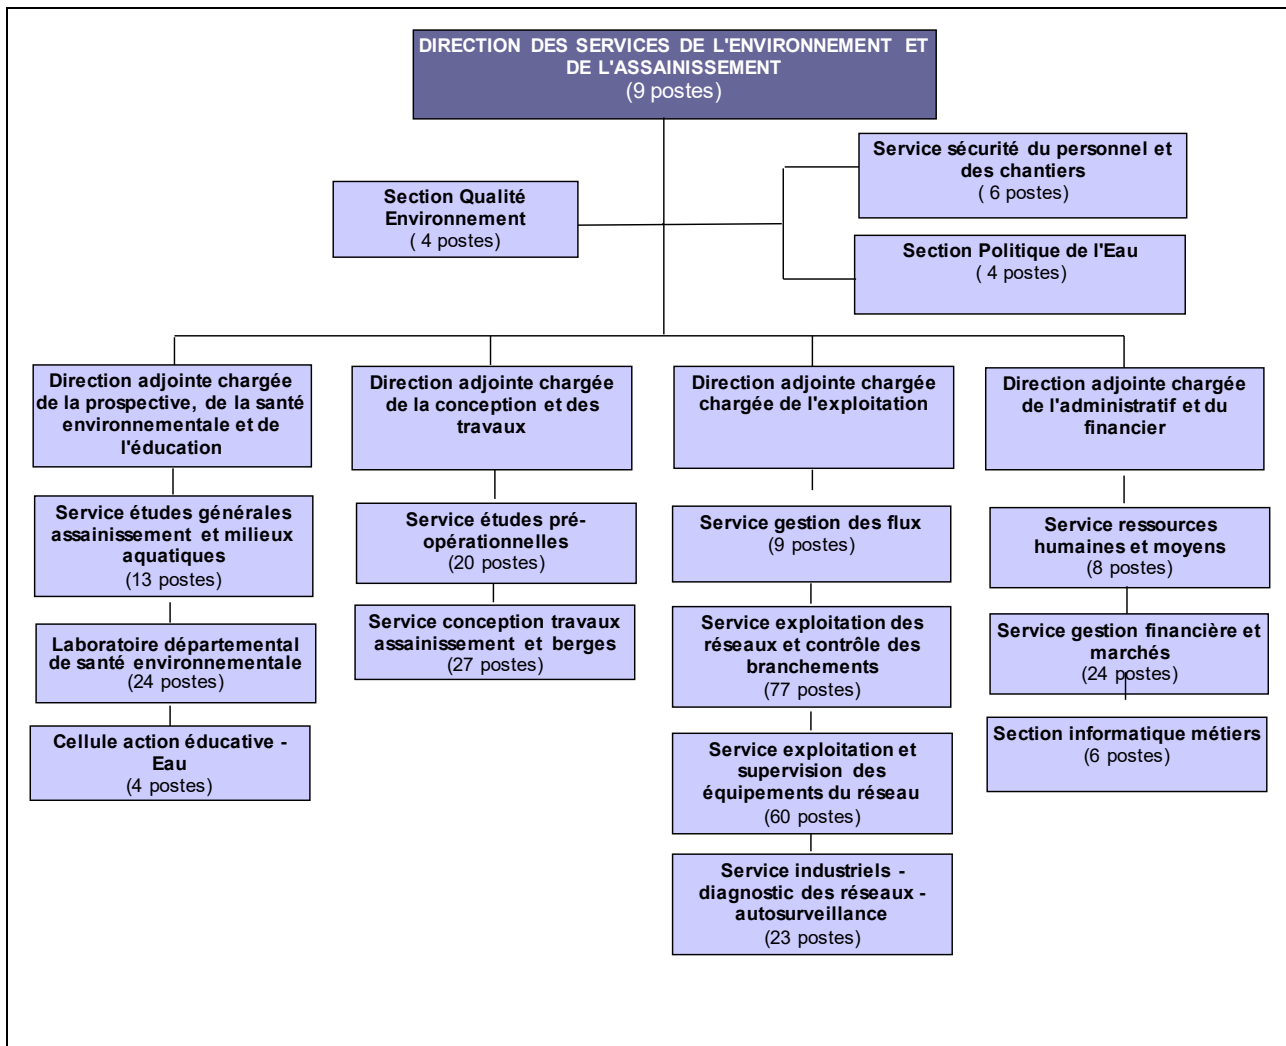 DIRECTION DES SERVICES DE L'ENVIRONNEMENT ET
DE L'ASSAINISSEMENT
(9 postes)
Service sécurité du personnel et
des chantiers
( 6 postes)
Section Qualité
Environnement
( 4 postes)
Section Politique de l'Eau
( 4 postes)
Direction adjointe chargée
de la prospective, de la santé
environnementale et de
l'éducation
Service études générales
assainissement et milieux
aquatiques
(13 postes)
Laboratoire départemental
de santé environnementale
(24 postes)
Cellule action éducative -
Eau
(4 postes)
Direction adjointe chargée
de la conception et des
travaux
Service études pré-
opérationnelles
(20 postes)
Service conception travaux
assainissement et berges
(27 postes)
Direction adjointe chargée
chargée de l'exploitation
Service gestion des flux
(9 postes)
Service exploitation des
réseaux et contrôle des
branchements
(77 postes)
Service exploitation et
supervision des
équipements du réseau
(60 postes)
Service industriels -
diagnostic des réseaux -
autosurveillance
(23 postes)
Direction adjointe chargée
de l'administratif et du
financier
Service ressources
humaines et moyens
(8 postes)
Service gestion financière et
marchés
(24 postes)
Section informatique métiers
(6 postes)